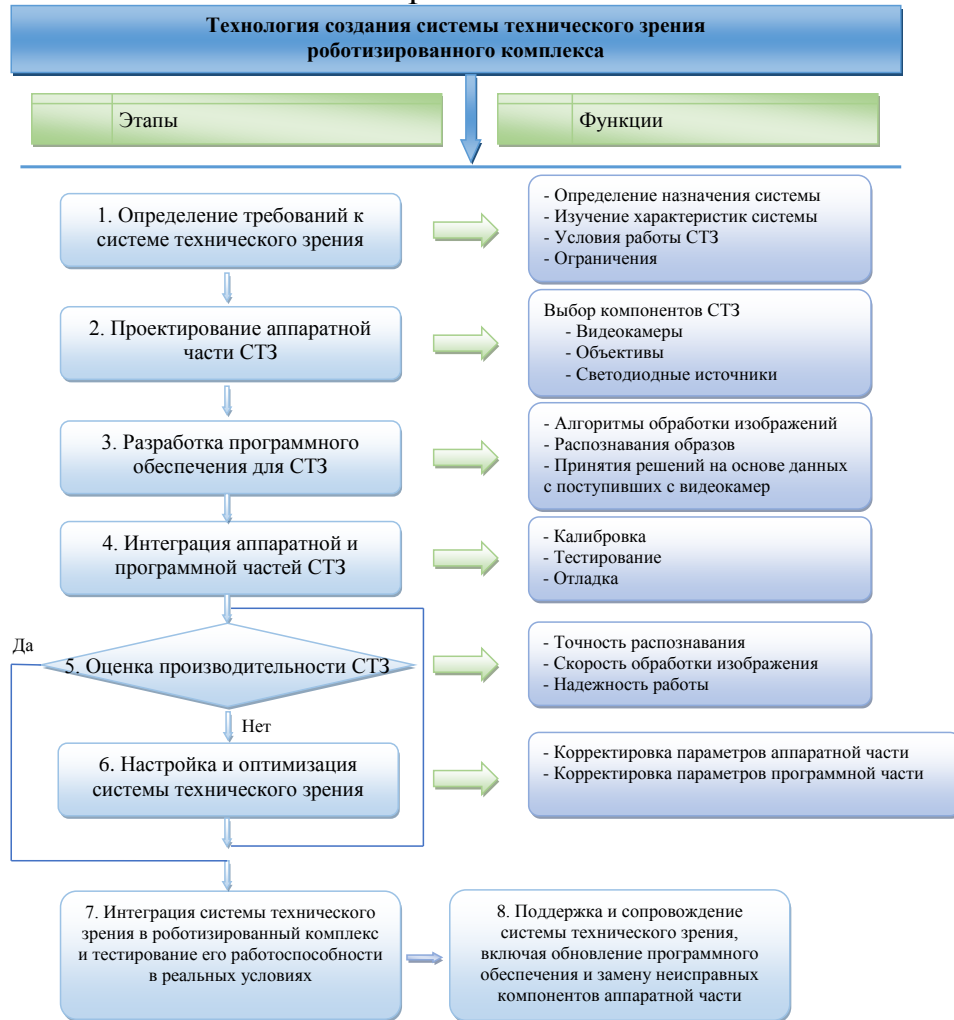 Технология создания системы технического зрения
роботизированного комплекса
Этапы
Функции
1. Определение требований к
системе технического зрения
- Определение назначения системы
- Изучение характеристик системы
- Условия работы СТЗ
- Ограничения
2. Проектирование аппаратной
части СТЗ
Выбор компонентов СТЗ
- Видеокамеры
- Объективы
- Светодиодные источники
3. Разработка программного
обеспечения для СТЗ
- Алгоритмы обработки изображений
- Распознавания образов
- Принятия решений на основе данных
с поступивших с видеокамер
4. Интеграция аппаратной и
программной частей СТЗ
- Калибровка
- Тестирование
- Отладка
Да
5. Оценка производительности СТЗ
- Точность распознавания
- Скорость обработки изображения
- Надежность работы
Нет
6. Настройка и оптимизация
системы технического зрения
- Корректировка параметров аппаратной части
- Корректировка параметров программной части
7. Интеграция системы технического
зрения в роботизированный комплекс
и тестирование его работоспособности
в реальных условиях
8. Поддержка и сопровождение
системы технического зрения,
включая обновление программного
обеспечения и замену неисправных
компонентов аппаратной части